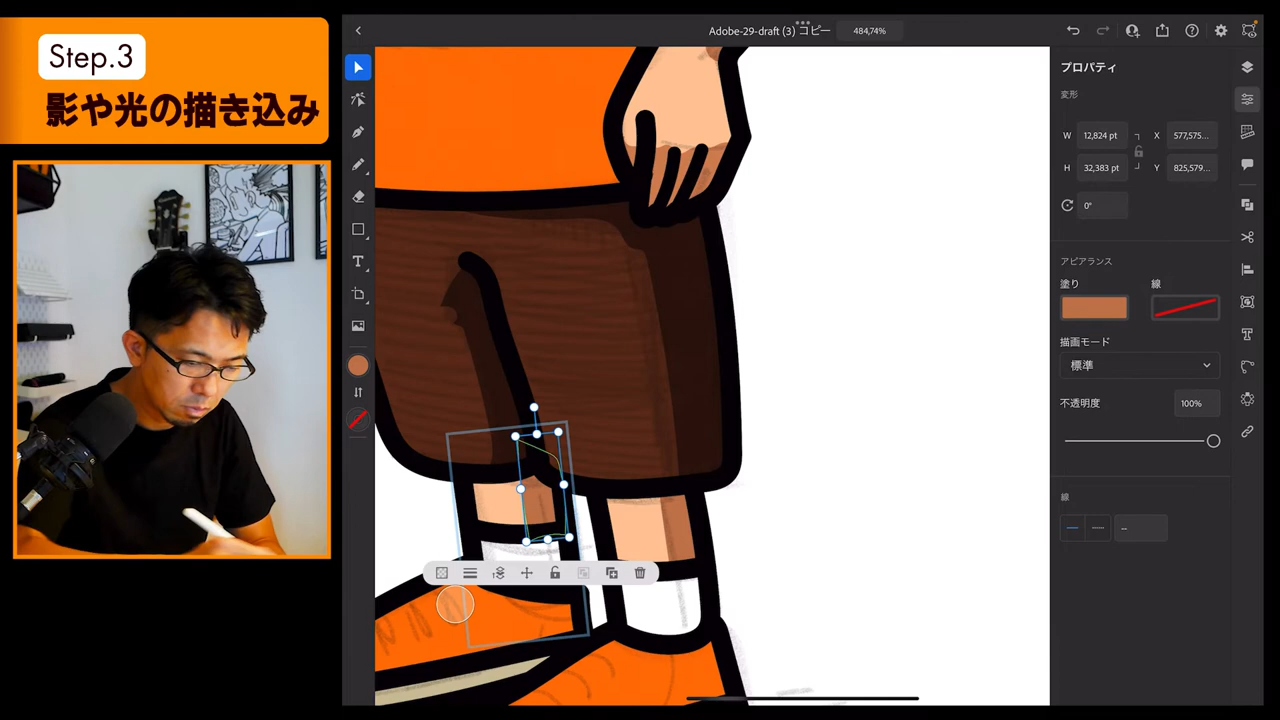 Step.3
影や光の描き込み
Adobe-29-draft (3) コピー
484,74%
プロパティ
変形
W 12,824 pt X 577,575...
H 32,383 pt Y 825,579...
0°
アピアランス
塗り 線
描画モード
標準
不透明度 100%
線
T